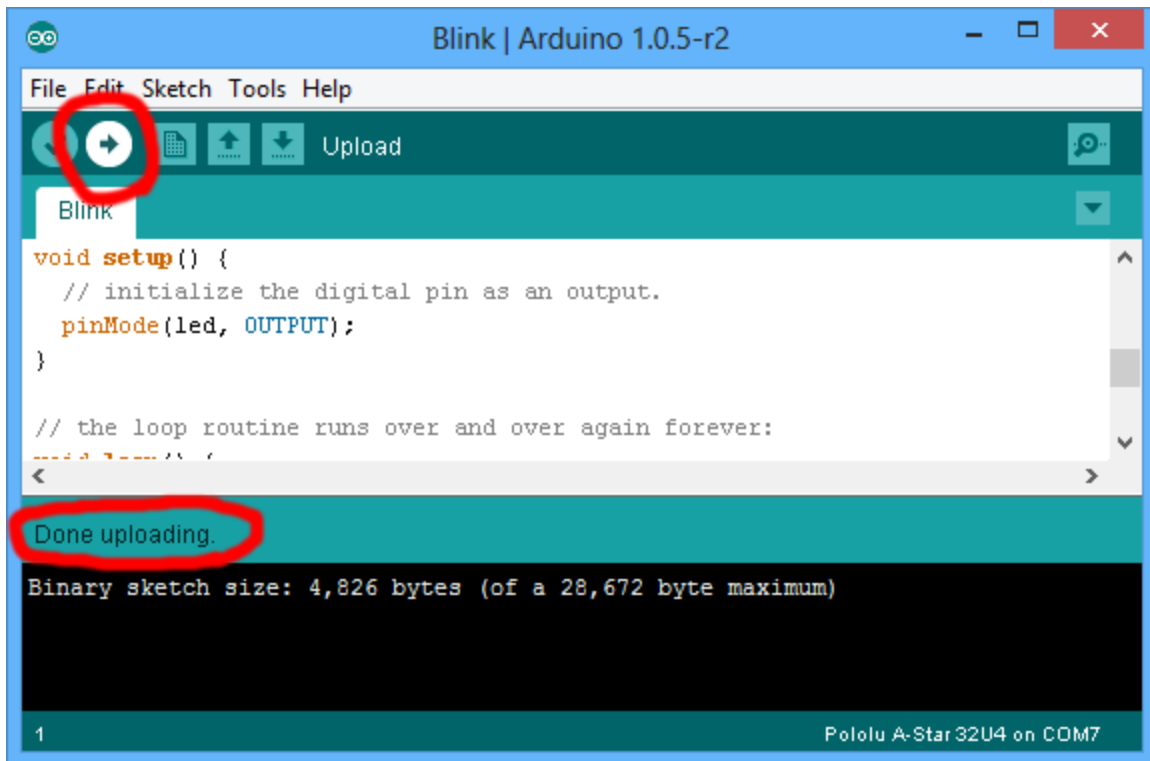 Blink | Arduino 1.0.5-r2
File Edit Sketch Tools Help
Upload
Blink
void setup() {
  // initialize the digital pin as an output.
  pinMode(led, OUTPUT);
}
// the loop routine runs over and over again forever:
Done uploading.
Binary sketch size: 4,826 bytes (of a 28,672 byte maximum)
1
Pololu A-Star 32U4 on COM7